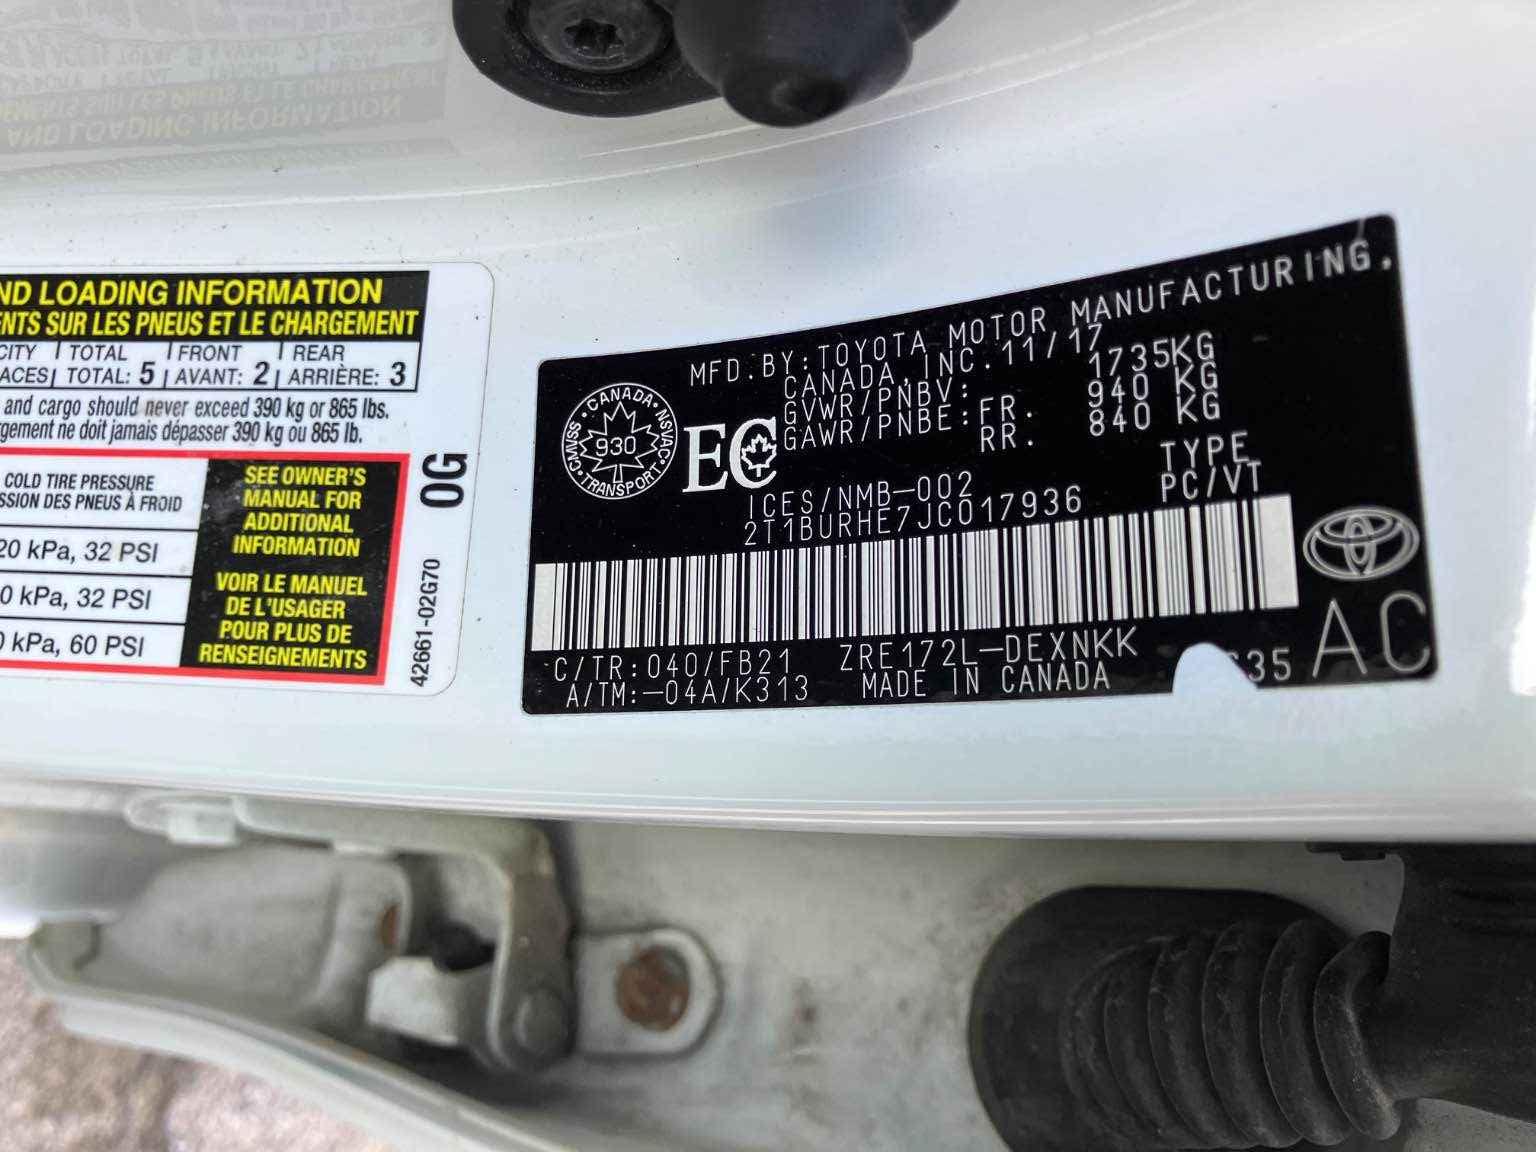 ND LOADING INFORMATION
ENTS SUR LES PNEUS ET LE CHARGEMENT
CITY TOTAL FRONT REAR
ACES TOTAL: 5 AVANT: 2 ARRIÈRE: 3
and cargo should never exceed 390 kg or 865 lbs.
rgement ne doit jamais dépasser 390 kg ou 865 lb.
COLD TIRE PRESSURE
SSION DES PNEUS À FROID
20 kPa, 32 PSI
0 kPa, 32 PSI
0 kPa, 60 PSI
SEE OWNER'S
MANUAL FOR
ADDITIONAL
INFORMATION
VOIR LE MANUEL
DE L'USAGER
POUR PLUS DE
RENSEIGNEMENTS
0G
42661-02G70
MFD.BY:TOYOTA MOTOR MANUFACTURING.
CANADA,INC.11/17
GVWR/PNBV: 1735KG
GAWR/PNBE:FR. 940 KG
RR. 840 KG
CANADA
CMVSS 930 NSVAC
TRANSPORT
EC
ICES/NMB-002
TYPE
2T1BURHE7JC017936 PC/VT
C/TR:040/FB21 ZRE172L-DEXNKK
A/TM:-04A/K313 MADE IN CANADA
G35 AC